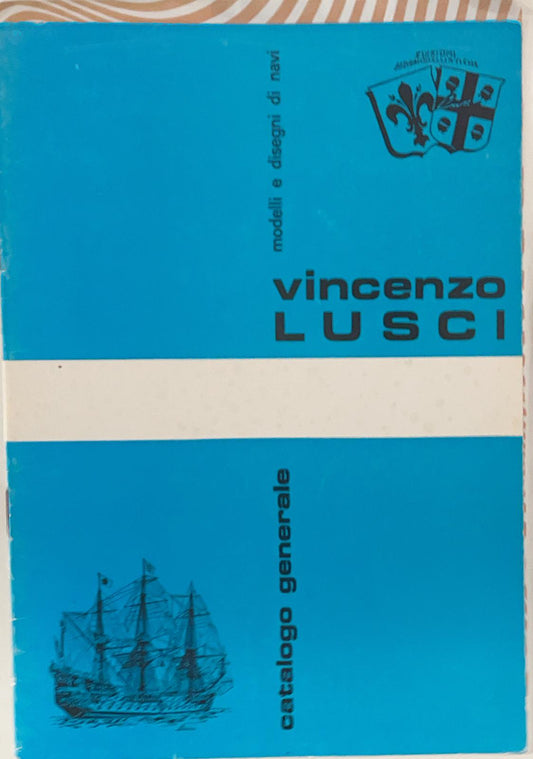 modelli e disegni di navi
vincenzo
LUSCI
catalogo generale